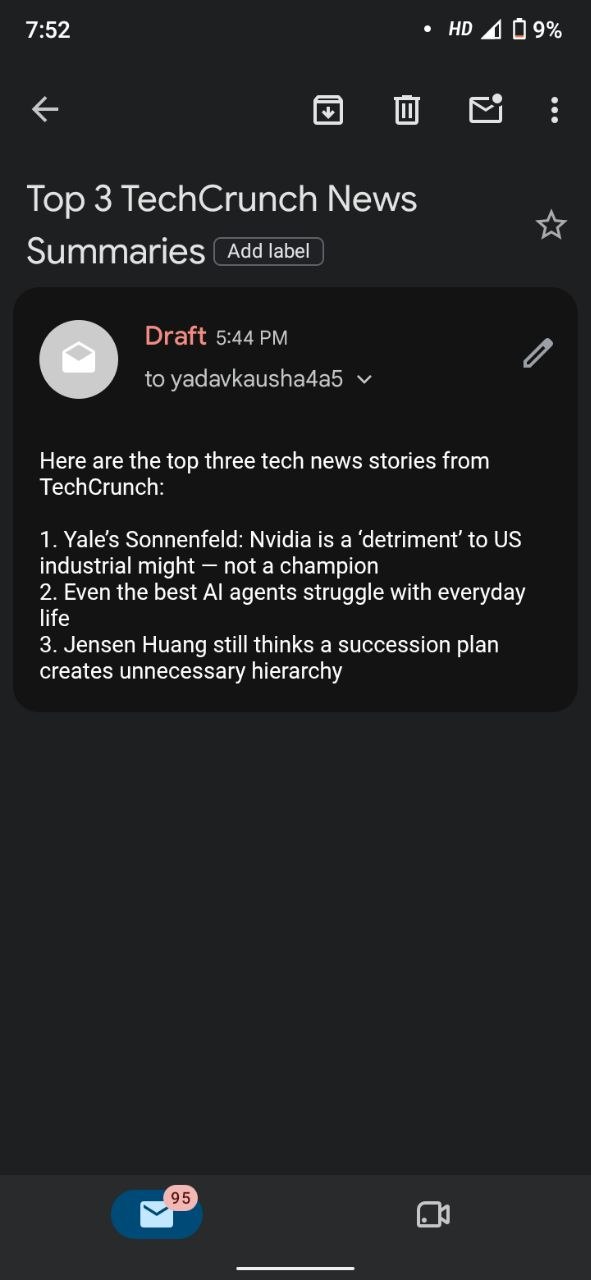 7:52
HD
9%
Top 3 TechCrunch News
Summaries Add label
Draft 5:44 PM
to yadavkausha4a5
Here are the top three tech news stories from
TechCrunch:
1. Yale’s Sonnenfeld: Nvidia is a ‘detriment’ to US
industrial might — not a champion
2. Even the best AI agents struggle with everyday
life
3. Jensen Huang still thinks a succession plan
creates unnecessary hierarchy
95